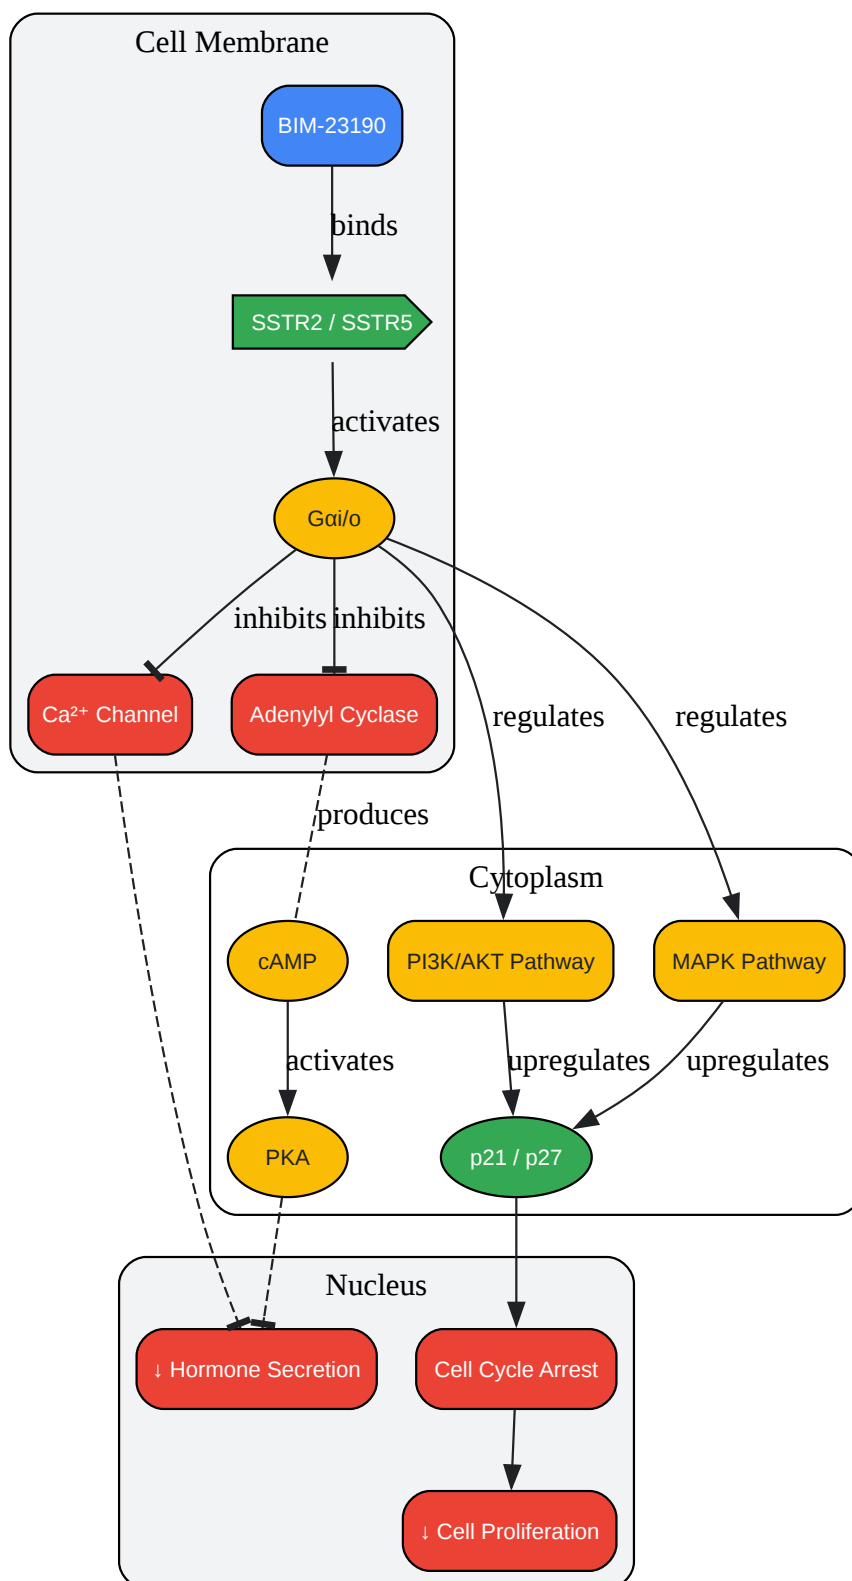 Cell Membrane
BIM-23190
binds
SSTR2 / SSTR5
activates
Gαi/o
inhibits
inhibits
Ca²⁺ Channel
Adenylyl Cyclase
regulates
regulates
produces
Cytoplasm
cAMP
PI3K/AKT Pathway
MAPK Pathway
activates
upregulates
upregulates
PKA
p21 / p27
Nucleus
↓ Hormone Secretion
Cell Cycle Arrest
↓ Cell Proliferation